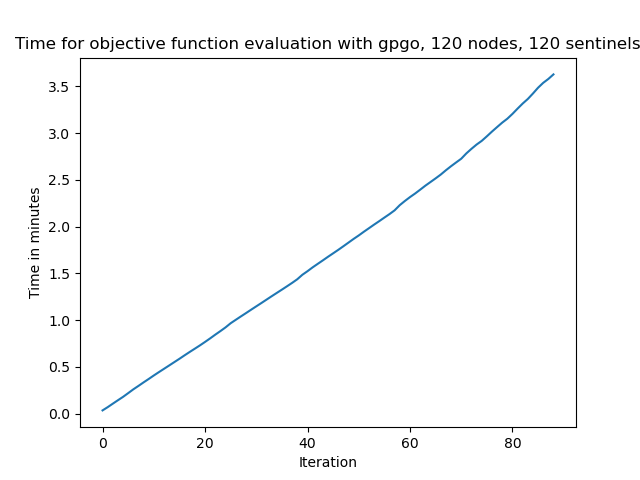 Time for objective function evaluation with gpgo, 120 nodes, 120 sentinels
3.5
3.0
2.5
2.0
1.5
1.0
0.5
0.0
Time in minutes
0 20 40 60 80
Iteration